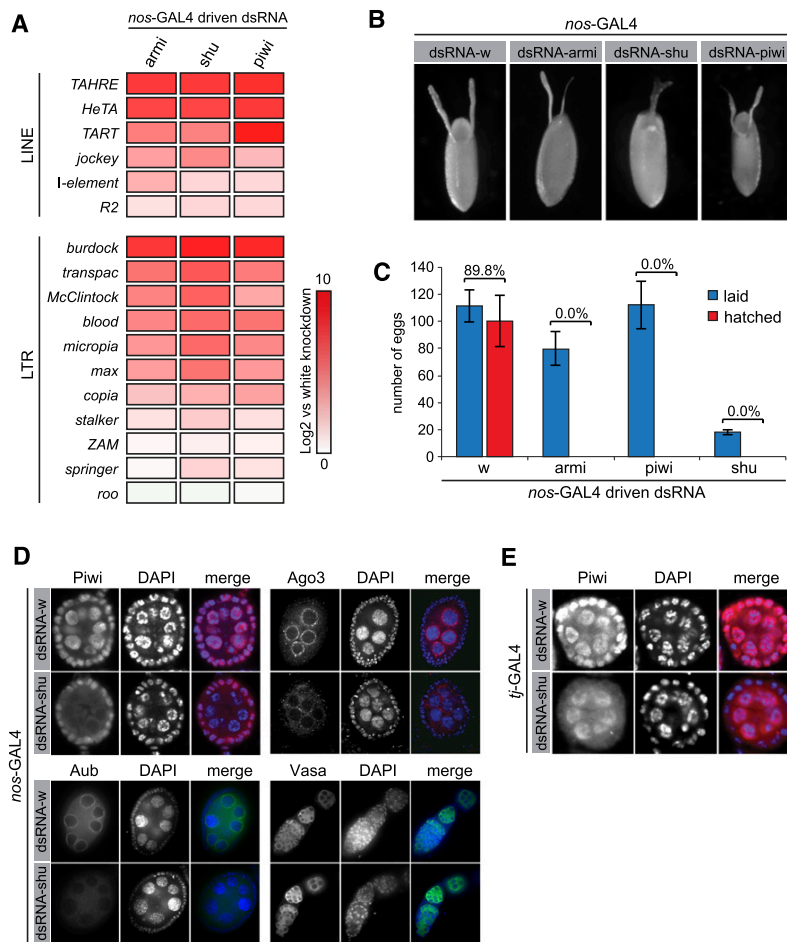 A
nos-GAL4 driven dsRNA
armi shu piwi
LINE
TAHRE
HeTA
TART
jockey
I-element
R2
LTR
burdock
transpac
McClintock
blood
micropia
max
copia
stalker
ZAM
springer
roo
10
Log2 vs white knockdown
0
B
nos-GAL4
dsRNA-w dsRNA-armi dsRNA-shu dsRNA-piwi
C
number of eggs
140
120
100
80
60
40
20
0
89.8%
0.0%
0.0%
0.0%
laid
hatched
w armi piwi shu
nos-GAL4 driven dsRNA
D
nos-GAL4
Piwi DAPI merge
dsRNA-w
dsRNA-shu
Ago3 DAPI merge
Aub DAPI merge
dsRNA-w
dsRNA-shu
Vasa DAPI merge
E
Piwi DAPI merge
tj-GAL4
dsRNA-w
dsRNA-shu